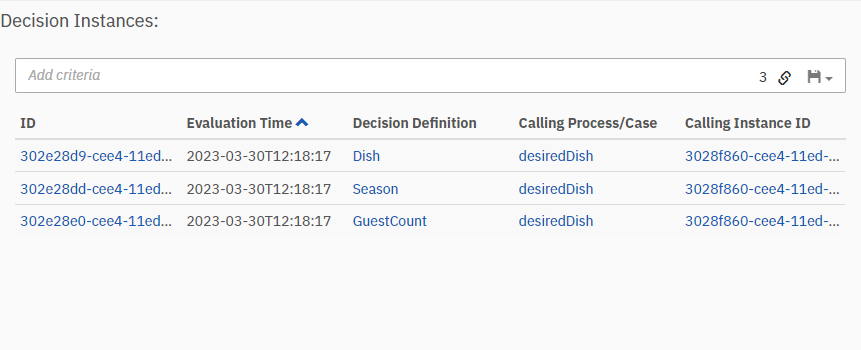 Decision Instances:
Add criteria 3
ID Evaluation Time Decision Definition Calling Process/Case Calling Instance ID
302e28d9-cee4-11ed... 2023-03-30T12:18:17 Dish desiredDish 3028f860-cee4-11ed-...
302e28dd-cee4-11ed... 2023-03-30T12:18:17 Season desiredDish 3028f860-cee4-11ed-...
302e28e0-cee4-11ed... 2023-03-30T12:18:17 GuestCount desiredDish 3028f860-cee4-11ed-...